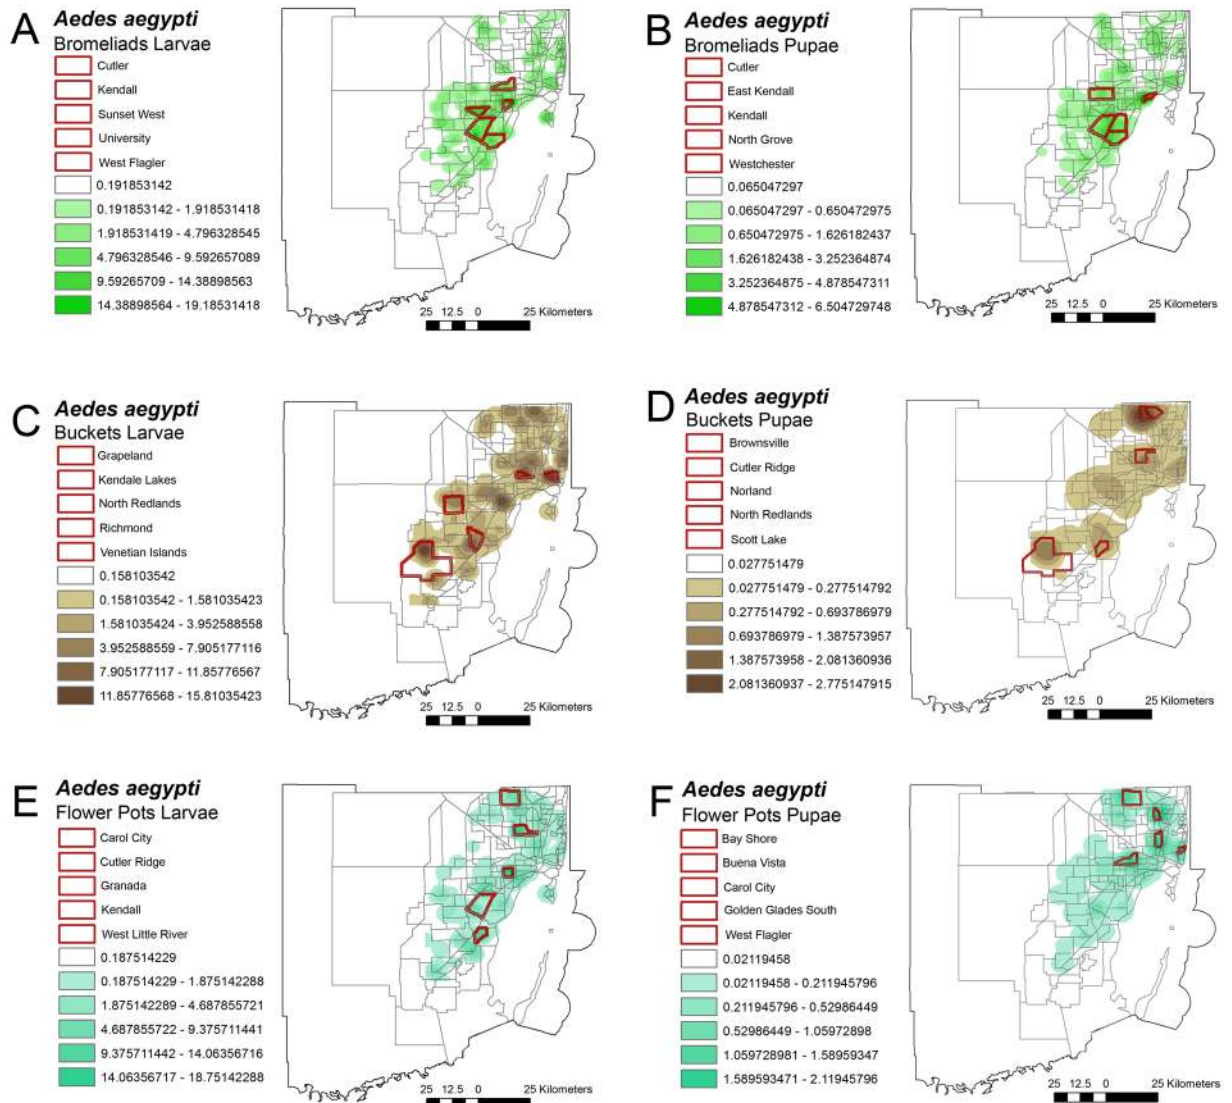 A
Aedes aegypti
Bromeliads Larvae
Cutler
Kendall
Sunset West
University
West Flagler
0.191853142
0.191853142 - 1.918531418
1.918531419 - 4.796328545
4.796328546 - 9.592657089
9.59265709 - 14.38898563
14.38898564 - 19.18531418
25 12.5 0 25 Kilometers
B
Aedes aegypti
Bromeliads Pupae
Cutler
East Kendall
Kendall
North Grove
Westchester
0.065047297
0.065047297 - 0.650472975
0.650472975 - 1.626182437
1.626182438 - 3.252364874
3.252364875 - 4.878547311
4.878547312 - 6.504729748
25 12.5 0 25 Kilometers
C
Aedes aegypti
Buckets Larvae
Grapeland
Kendale Lakes
North Redlands
Richmond
Venetian Islands
0.158103542
0.158103542 - 1.581035423
1.581035424 - 3.952588558
3.952588559 - 7.905177116
7.905177117 - 11.85776567
11.85776568 - 15.81035423
25 12.5 0 25 Kilometers
D
Aedes aegypti
Buckets Pupae
Brownsville
Cutler Ridge
Norland
North Redlands
Scott Lake
0.027751479
0.027751479 - 0.277514792
0.277514792 - 0.693786979
0.693786979 - 1.387573957
1.387573958 - 2.081360936
2.081360937 - 2.775147915
25 12.5 0 25 Kilometers
E
Aedes aegypti
Flower Pots Larvae
Carol City
Cutler Ridge
Granada
Kendall
West Little River
0.187514229
0.187514229 - 1.875142288
1.875142289 - 4.687855721
4.687855722 - 9.375711441
9.375711442 - 14.06356716
14.06356717 - 18.75142288
25 12.5 0 25 Kilometers
F
Aedes aegypti
Flower Pots Pupae
Bay Shore
Buena Vista
Carol City
Golden Glades South
West Flagler
0.02119458
0.02119458 - 0.211945796
0.211945796 - 0.52986449
0.52986449 - 1.05972898
1.059728981 - 1.58959347
1.589593471 - 2.11945796
25 12.5 0 25 Kilometers